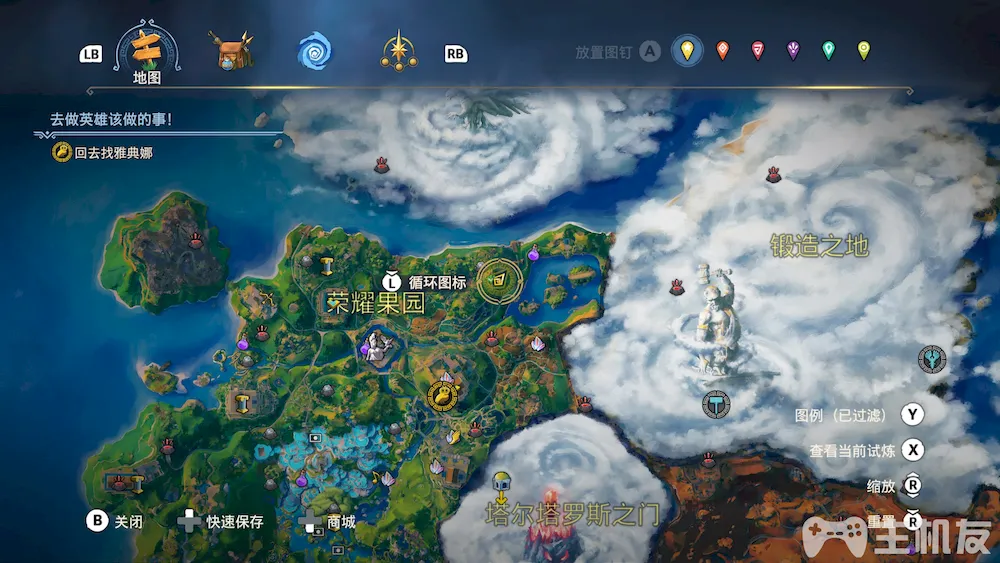 LB
RB
放置图钉 A
地图
去做英雄该做的事！
回去找雅典娜
锻造之地
L 循环图标
荣耀果园
图例（已过滤） Y
查看当前试炼 X
缩放 R
塔尔塔罗斯之门
B 关闭
快速保存
商城
重置 R
主机友